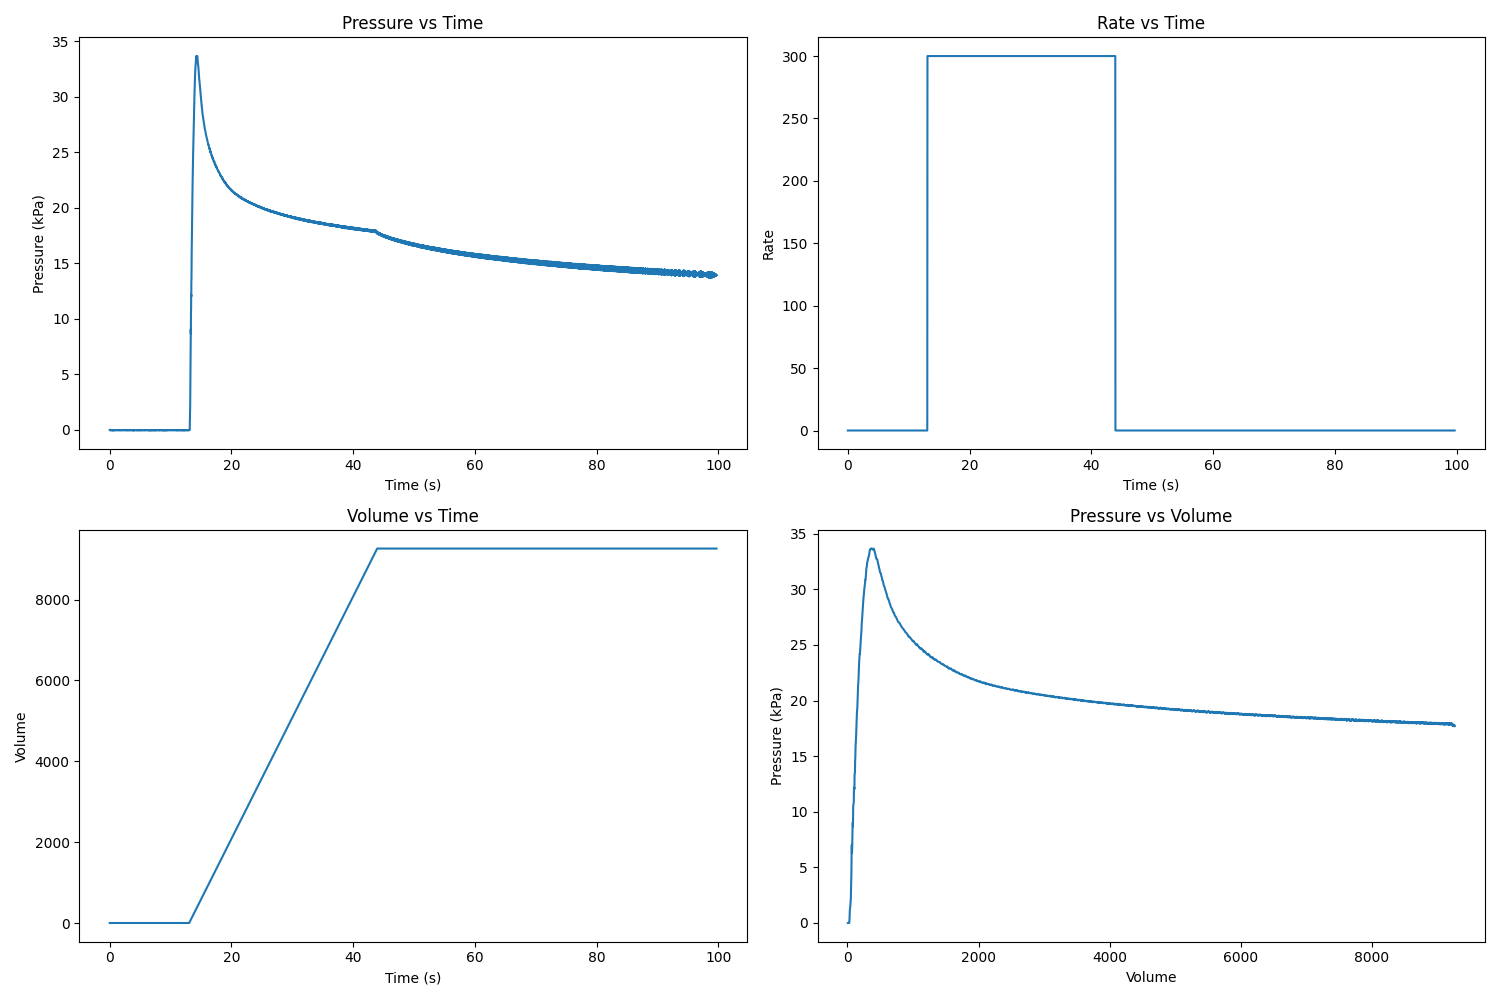 Pressure vs Time
Pressure (kPa)
35
30
25
20
15
10
5
0
0 20 40 60 80 100
Time (s)
Rate vs Time
Rate
300
250
200
150
100
50
0
0 20 40 60 80 100
Time (s)
Volume vs Time
Volume
8000
6000
4000
2000
0
0 20 40 60 80 100
Time (s)
Pressure vs Volume
Pressure (kPa)
35
30
25
20
15
10
5
0
0 2000 4000 6000 8000
Volume